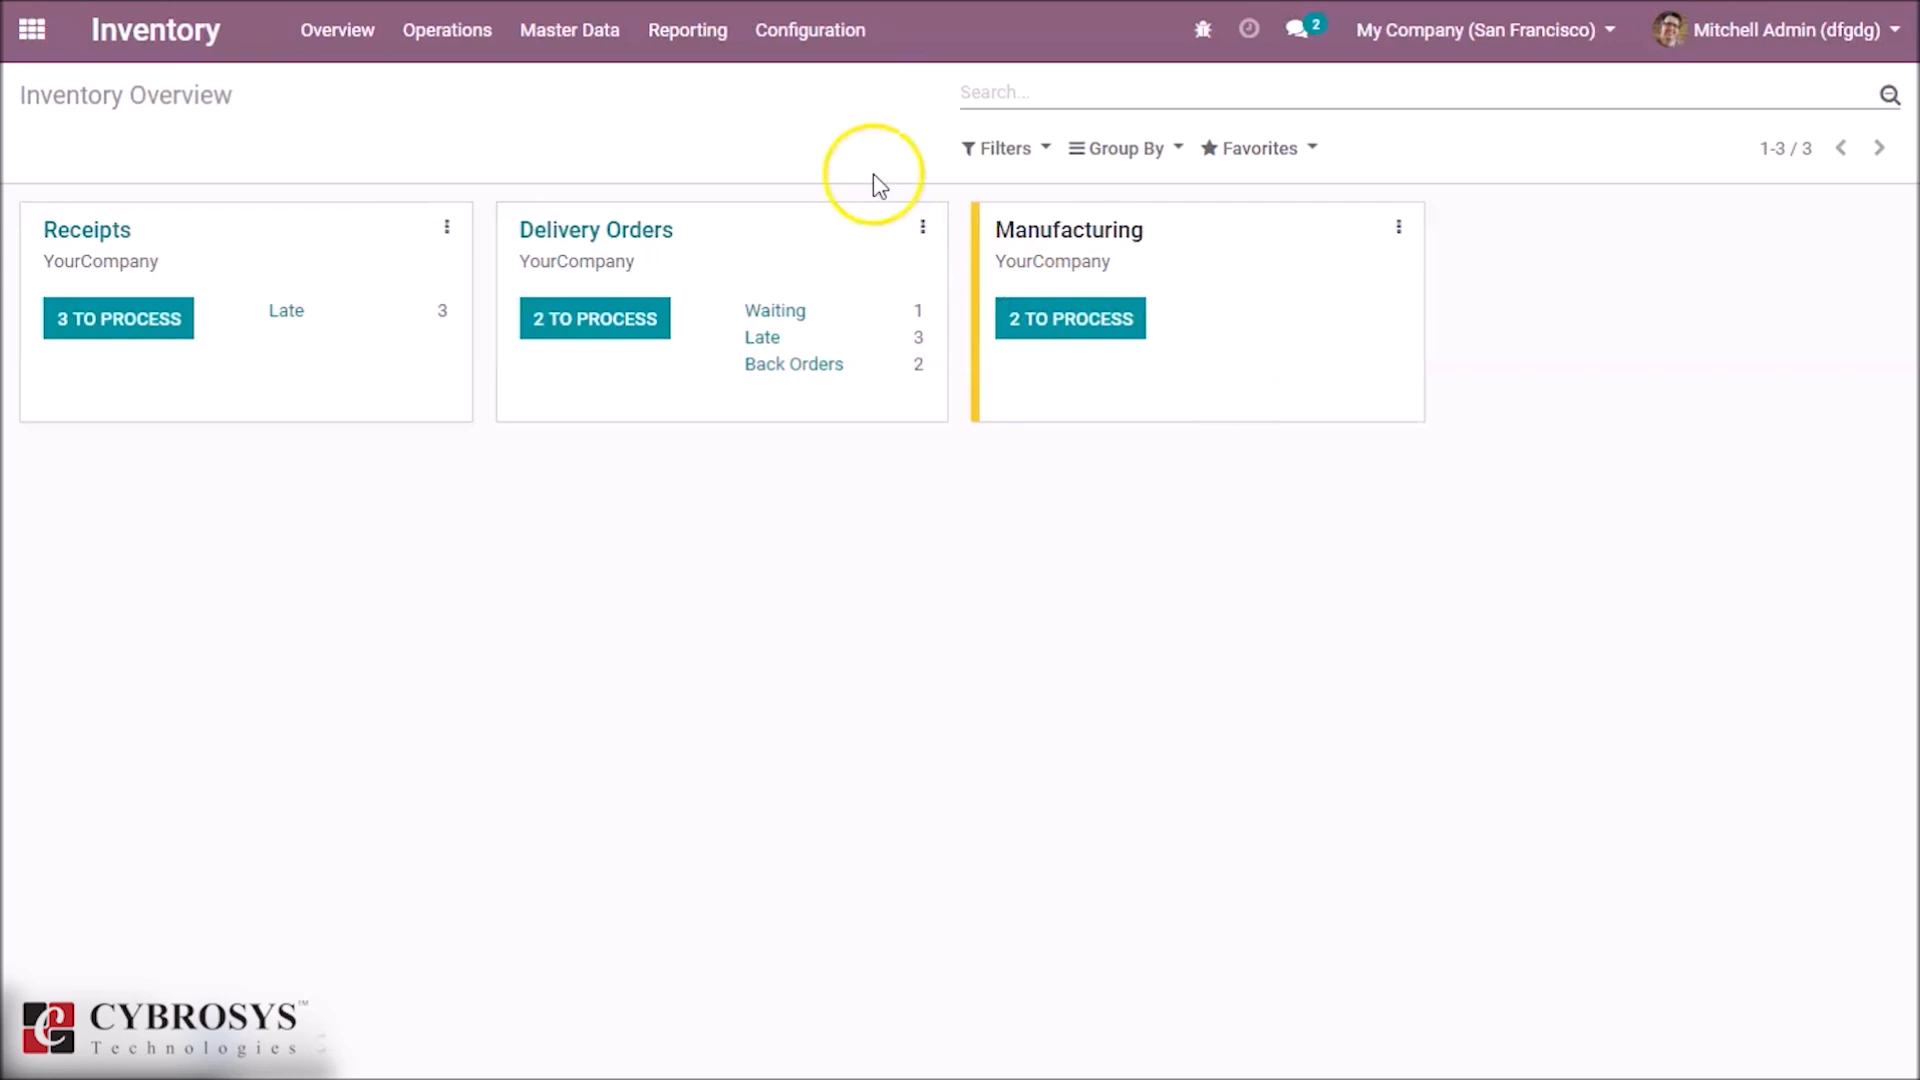 Inventory Overview Operations Master Data Reporting Configuration 2 My Company (San Francisco) Mitchell Admin (dfgdg)
Inventory Overview
Search...
Filters Group By Favorites 1-3 / 3
Receipts
YourCompany
3 TO PROCESS
Late 3
Delivery Orders
YourCompany
2 TO PROCESS
Waiting 1
Late 3
Back Orders 2
Manufacturing
YourCompany
2 TO PROCESS
CYBROSYS™
Technologies